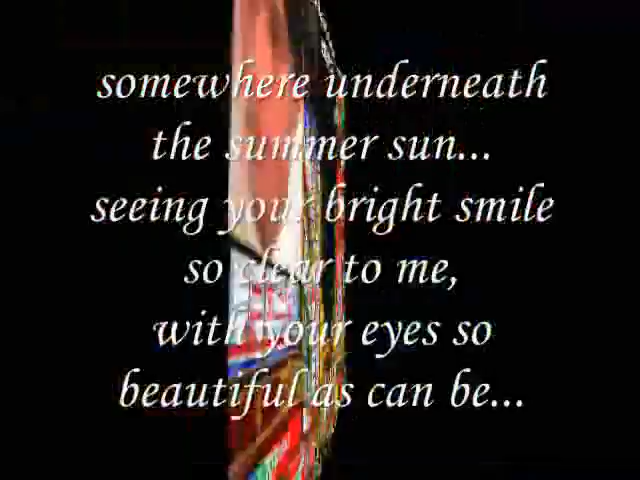 somewhere underneath
the summer sun...
seeing your bright smile
so clear to me,
with your eyes so
beautiful as can be...